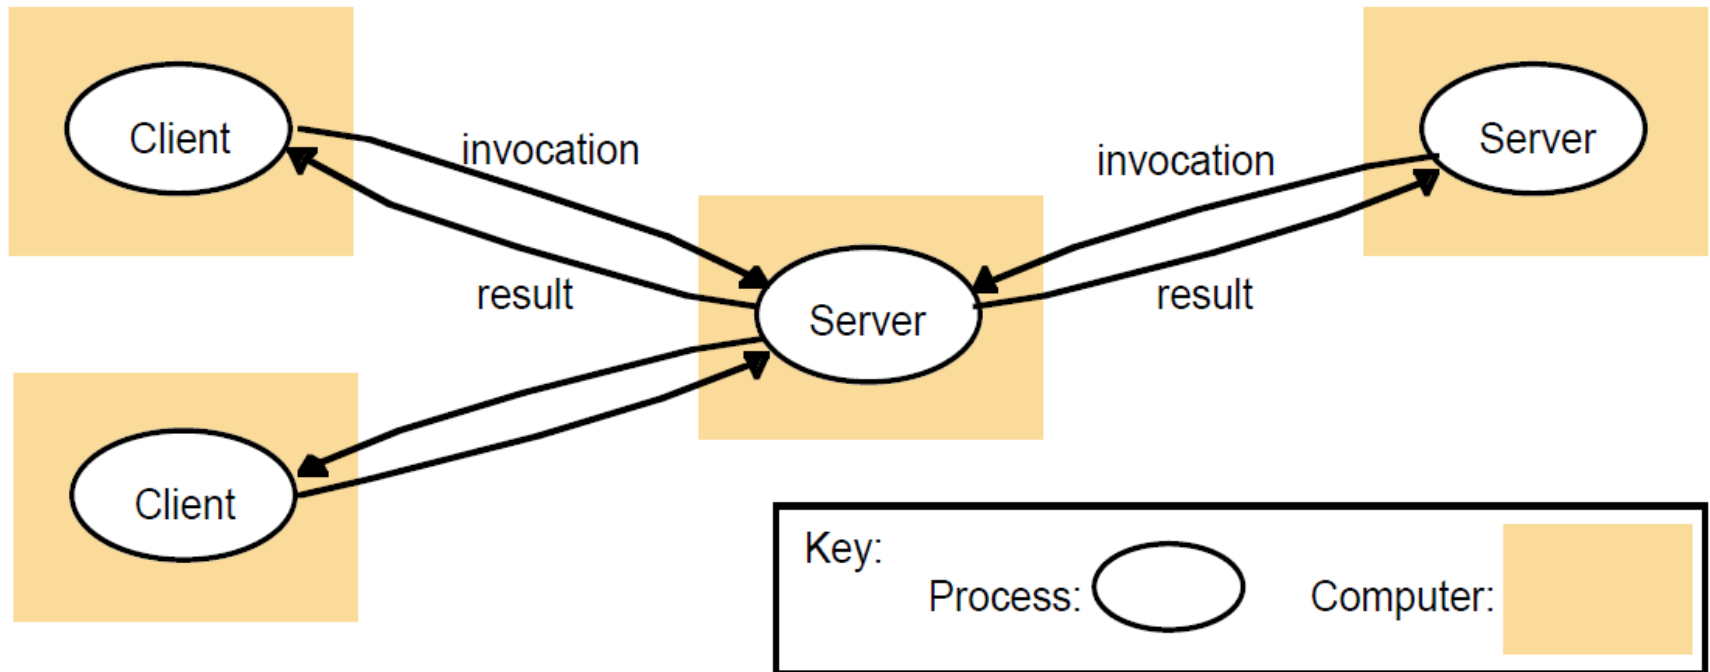 Client
invocation
result
Client
Server
invocation
result
Server
Key:
Process:
Computer: